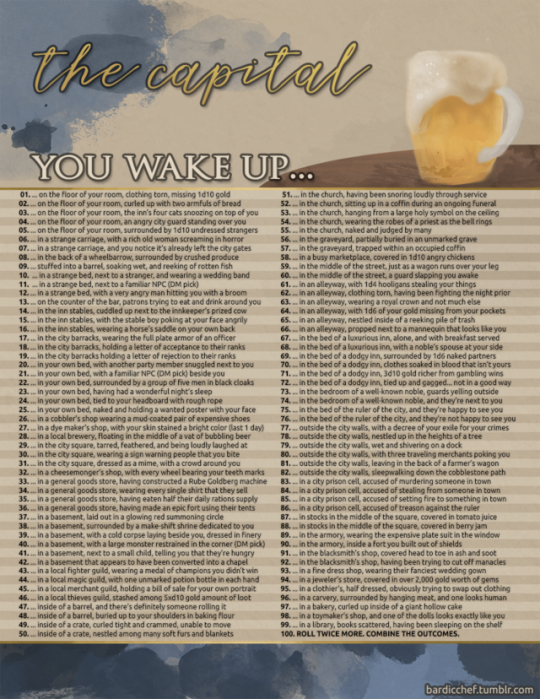 the capital
YOU WAKE UP...
01. ... on the floor of your room, clothing torn, missing 1d10 gold
02. ... on the floor of your room, curled up with two armfuls of bread
03. ... on the floor of your room, the inn's four cats snoozing on top of you
04. ... on the floor of your room, an angry city guard standing over you
05. ... on the floor of your room, surrounded by 1d10 undressed strangers
06. ... in a strange carriage, with a rich old woman screaming in horror
07. ... in a strange carriage, and you notice it's already left the city gates
08. ... in the back of a wheelbarrow, surrounded by crushed produce
09. ... stuffed into a barrel, soaking wet, and reeking of rotten fish
10. ... in a strange bed, next to a stranger, and wearing a wedding band
11. ... in a strange bed, next to a familiar NPC (DM pick)
12. ... in a strange bed, with a very angry man hitting you with a broom
13. ... on the counter of the bar, patrons trying to eat and drink around you
14. ... in the inn stables, cuddled up next to the innkeeper's prized cow
15. ... in the inn stables, with the stable boy poking at your face angrily
16. ... in the inn stables, wearing a horse's saddle on your own back
17. ... in the city barracks, wearing the full plate armor of an officer
18. ... in the city barracks holding a letter of acceptance to their ranks
19. ... in the city barracks holding a letter of rejection to their ranks
20. ... in your own bed, with another party member snuggled next to you
21. ... in your own bed, with a familiar NPC (DM pick) beside you
22. ... in your own bed, surrounded by a group of five men in black cloaks
23. ... in your own bed, having had a wonderful night's sleep
24. ... in your own bed, tied to your headboard with rough rope
25. ... in your own bed, naked and holding a wanted poster with your face
26. ... in a cobbler's shop wearing a mud-coated pair of expensive shoes
27. ... in a dye maker's shop, with your skin stained a bright color (last 1 day)
28. ... in a local brewery, floating in the middle of a vat of bubbling beer
29. ... in the city square, tarred, feathered, and being loudly laughed at
30. ... in the city square, wearing a sign warning people that you bite
31. ... in the city square, dressed as a mime, with a crowd around you
32. ... in a cheesemonger's shop, with every wheel bearing your teeth marks
33. ... in a general goods store, having constructed a Rube Goldberg machine
34. ... in a general goods store, wearing every single shirt that they sell
35. ... in a general goods store, having eaten half their daily rations supply
36. ... in a general goods store, having made an epic fort using their tents
37. ... in a basement, laid out in a glowing red summoning circle
38. ... in a basement, surrounded by a make-shift shrine dedicated to you
39. ... in a basement, with a cold corpse laying beside you, dressed in finery
40. ... in a basement, with a large monster restrained in the corner (DM pick)
41. ... in a basement, next to a small child, telling you that they're hungry
42. ... in a basement that appears to have been converted into a chapel
43. ... in a local fighter guild, wearing a medal of champions you didn't win
44. ... in a local magic guild, with one unmarked potion bottle in each hand
45. ... in a local merchant guild, holding a bill of sale for your own portrait
46. ... in a local thieves guild, stashed among 5xd10 gold amount of loot
47. ... inside of a barrel, and there's definitely someone rolling it
48. ... inside of a barrel, buried up to your shoulders in baking flour
49. ... inside of a crate, curled tight and crammed, unable to move
50. ... inside of a crate, nestled among many soft furs and blankets
51. ... in the church, having been snoring loudly through service
52. ... in the church, sitting up in a coffin during an ongoing funeral
53. ... in the church, hanging from a large holy symbol on the ceiling
54. ... in the church, wearing the robes of a priest as the bell rings
55. ... in the church, naked and judged by many
56. ... in the graveyard, partially buried in an unmarked grave
57. ... in the graveyard, trapped within an occupied coffin
58. ... in a busy marketplace, covered in 1d10 angry chickens
59. ... in the middle of the street, just as a wagon runs over your leg
60. ... in the middle of the street, a guard slapping you awake
61. ... in an alleyway, with 1d4 hooligans stealing your things
62. ... in an alleyway, clothing torn, having been fighting the night prior
63. ... in an alleyway, wearing a royal crown and not much else
64. ... in an alleyway, with 1d6 of your gold missing from your pockets
65. ... in an alleyway, nestled inside of a reeking pile of trash
66. ... in an alleyway, propped next to a mannequin that looks like you
67. ... in the bed of a luxurious inn, alone, and with breakfast served
68. ... in the bed of a luxurious inn, with a noble's spouse at your side
69. ... in the bed of a dodgy inn, surrounded by 1d6 naked partners
70. ... in the bed of a dodgy inn, clothes soaked in blood that isn't yours
71. ... in the bed of a dodgy inn, 3d10 gold richer from gambling wins
72. ... in the bed of a dodgy inn, tied up and gagged... not in a good way
73. ... in the bedroom of a well-known noble, guards yelling outside
74. ... in the bedroom of a well-known noble, and they're next to you
75. ... in the bed of the ruler of the city, and they're happy to see you
76. ... in the bed of the ruler of the city, and they're not happy to see you
77. ... outside the city walls, with a decree of your exile for your crimes
78. ... outside the city walls, nestled up in the heights of a tree
79. ... outside the city walls, wet and shivering on a dock
80. ... outside the city walls, with three traveling merchants poking you
81. ... outside the city walls, leaving in the back of a farmer's wagon
82. ... outside the city walls, sleepwalking down the cobblestone path
83. ... in a city prison cell, accused of murdering someone in town
84. ... in a city prison cell, accused of stealing from someone in town
85. ... in a city prison cell, accused of setting fire to something in town
86. ... in a city prison cell, accused of treason against the ruler
87. ... in stocks in the middle of the square, covered in tomato juice
88. ... in stocks in the middle of the square, covered in berry jam
89. ... in the armory, wearing the expensive plate suit in the window
90. ... in the armory, inside a fort you built out of shields
91. ... in the blacksmith's shop, covered head to toe in ash and soot
92. ... in the blacksmith's shop, having been trying to cut off manacles
93. ... in a fine dress shop, wearing their fanciest wedding gown
94. ... in a jeweler's store, covered in over 2,000 gold worth of gems
95. ... in a clothier's, half dressed, obviously trying to swap out clothing
96. ... in a carvery, surrounded by hanging meat, and one looks human
97. ... in a bakery, curled up inside of a giant hollow cake
98. ... in a toymaker's shop, and one of the dolls looks exactly like you
99. ... in a library, books scattered, having been sleeping on the shelf
100. ROLL TWICE MORE. COMBINE THE OUTCOMES.
bardicchef.tumblr.com